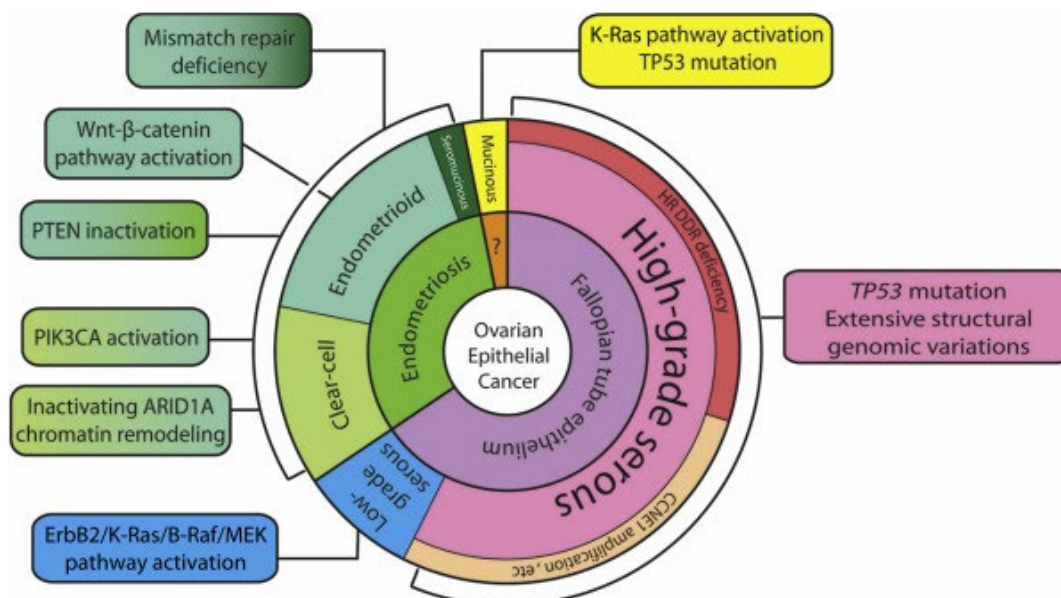 Mismatch repair
deficiency
K-Ras pathway activation
TP53 mutation
Wnt-β-catenin
pathway activation
PTEN inactivation
PIK3CA activation
Inactivating ARID1A
chromatin remodeling
ErbB2/K-Ras/B-Raf/MEK
pathway activation
Seromucinous
Mucinous
Endometrioid
Clear-cell
Low-
grade
serous
Endometriosis
?
Ovarian
Epithelial
Cancer
Fallopian tube epithelium
High-grade serous
HR DDR deficiency
CCNE1 amplification, etc
TP53 mutation
Extensive structural
genomic variations